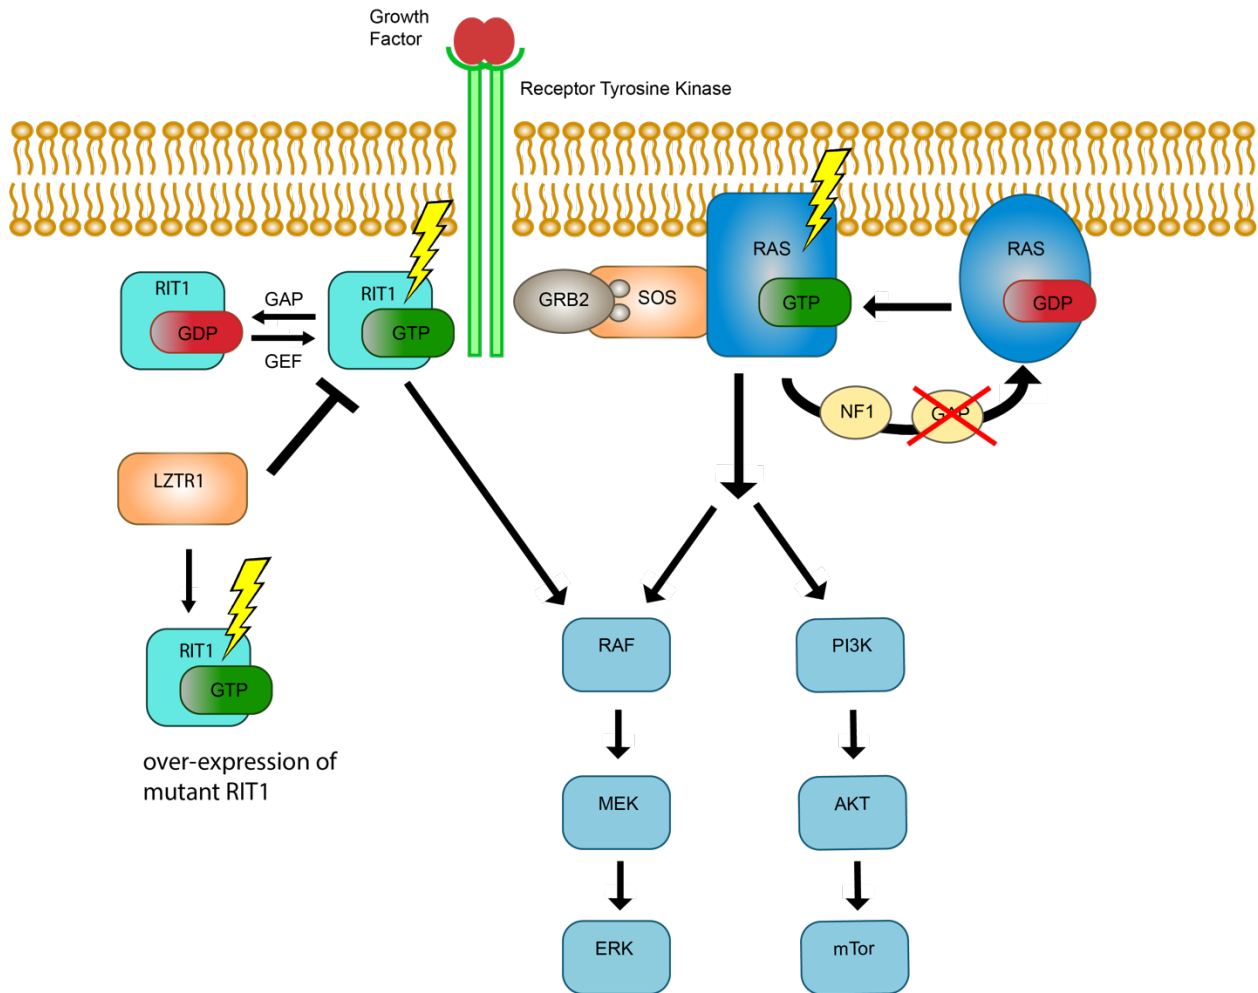 Growth
Factor
Receptor Tyrosine Kinase
RIT1
GDP
GAP
GEF
RIT1
GTP
GRB2
SOS
RAS
GTP
RAS
GDP
NF1
GAP
LZTR1
RIT1
GTP
over-expression of
mutant RIT1
RAF
PI3K
MEK
AKT
ERK
mTor